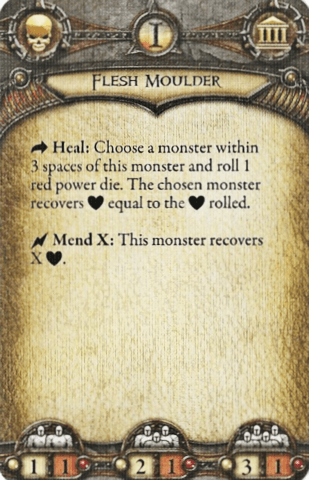 I
FLESH MOULDER
Heal: Choose a monster within
3 spaces of this monster and roll 1
red power die. The chosen monster
recovers ♥ equal to the ♥ rolled.
Mend X: This monster recovers
X ♥.
1 1 2 1 3 1